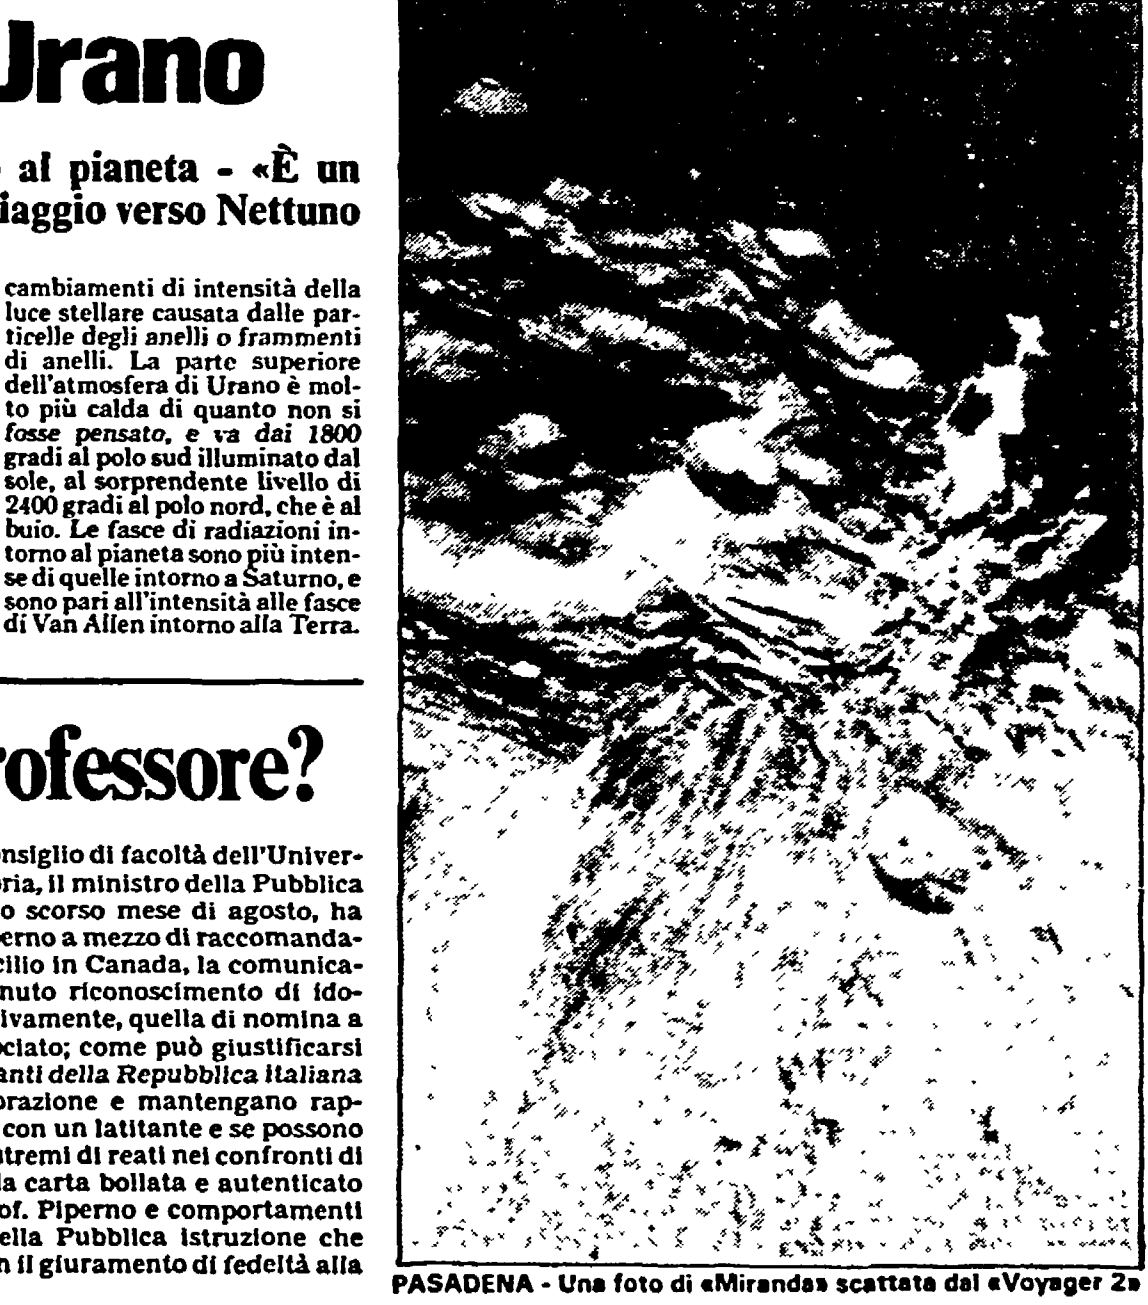 Urano
al pianeta - «È un
iaggio verso Nettuno
cambiamenti di intensità della
luce stellare causata dalle par-
ticelle degli anelli o frammenti
di anelli. La parte superiore
dell'atmosfera di Urano è mol-
to più calda di quanto non si
fosse pensato, e va dai 1800
gradi al polo sud illuminato dal
sole, al sorprendente livello di
2400 gradi al polo nord, che è al
buio. Le fasce di radiazioni in-
torno al pianeta sono più inten-
se di quelle intorno a Saturno, e
sono pari all'intensità alle fasce
di Van Allen intorno alla Terra.
rofessore?
nsiglio di facoltà dell'Univer-
ria, il ministro della Pubblica
o scorso mese di agosto, ha
erno a mezzo di raccomanda-
cilio in Canada, la comunica-
nuto riconoscimento di ido-
ivamente, quella di nomina a
ociato; come può giustificarsi
anti della Repubblica italiana
orazione e mantengano rap-
con un latitante e se possono
tremi di reati nei confronti di
la carta bollata e autenticato
of. Piperno e comportamenti
ella Pubblica istruzione che
n il giuramento di fedeltà alla
PASADENA - Una foto di «Miranda» scattata dal «Voyager 2»